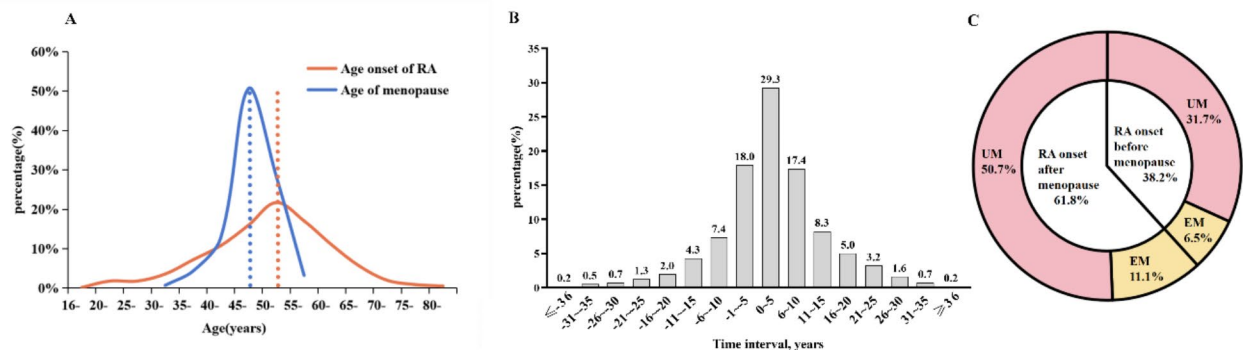 A
60%
50%
40%
30%
20%
10%
0%
percentage(%)
Age onset of RA
Age of menopause
16- 20- 25- 30- 35- 40- 45- 50- 55- 60- 65- 70- 75- 80-
Age(years)
B
35
30
25
20
15
10
5
0
percentage(%)
0.2 0.5 0.7 1.3 2.0 4.3 7.4 18.0 29.3 17.4 8.3 5.0 3.2 1.6 0.7 0.2
⩽-36 -31~-35 -26~-30 -21~-25 -16~-20 -11~-15 -6~-10 -1~-5 0~5 6~10 11~15 16~20 21~25 26~30 31~35 ⩾36
Time interval, years
C
UM
31.7%
RA onset
before
menopause
38.2%
UM
50.7%
RA onset
after
menopause
61.8%
EM
6.5%
EM
11.1%